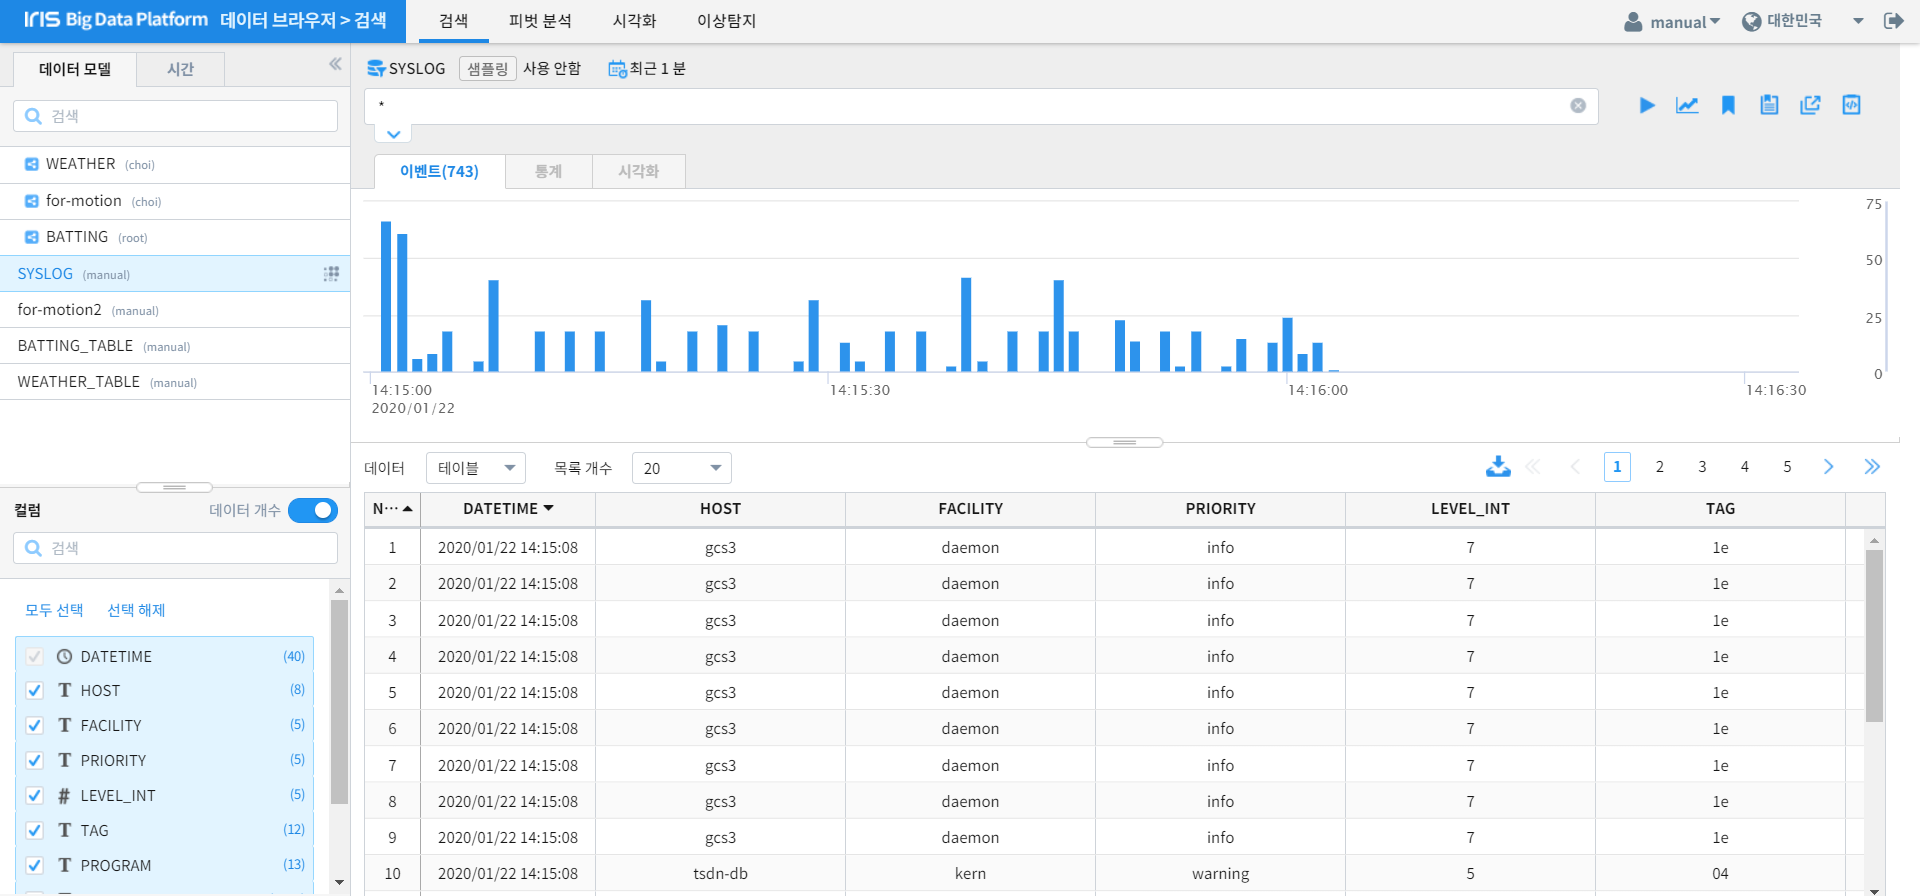 IRIS Big Data Platform 데이터 브라우저 > 검색
검색 피벗 분석 시각화 이상탐지
manual 대한민국
데이터 모델 시간
검색
WEATHER (choi)
for-motion (choi)
BATTING (root)
SYSLOG (manual)
for-motion2 (manual)
BATTING_TABLE (manual)
WEATHER_TABLE (manual)
컬럼 데이터 개수
검색
모두 선택 선택 해제
DATETIME (40)
T HOST (8)
T FACILITY (5)
T PRIORITY (5)
# LEVEL_INT (5)
T TAG (12)
T PROGRAM (13)
SYSLOG 샘플링 사용 안함 최근 1 분
*
이벤트(743) 통계 시각화
75
50
25
0
14:15:00 14:15:30 14:16:00 14:16:30
2020/01/22
데이터 테이블 목록 개수 20 1 2 3 4 5
N··· DATETIME HOST FACILITY PRIORITY LEVEL_INT TAG
1 2020/01/22 14:15:08 gcs3 daemon info 7 1e
2 2020/01/22 14:15:08 gcs3 daemon info 7 1e
3 2020/01/22 14:15:08 gcs3 daemon info 7 1e
4 2020/01/22 14:15:08 gcs3 daemon info 7 1e
5 2020/01/22 14:15:08 gcs3 daemon info 7 1e
6 2020/01/22 14:15:08 gcs3 daemon info 7 1e
7 2020/01/22 14:15:08 gcs3 daemon info 7 1e
8 2020/01/22 14:15:08 gcs3 daemon info 7 1e
9 2020/01/22 14:15:08 gcs3 daemon info 7 1e
10 2020/01/22 14:15:08 tsdn-db kern warning 5 04